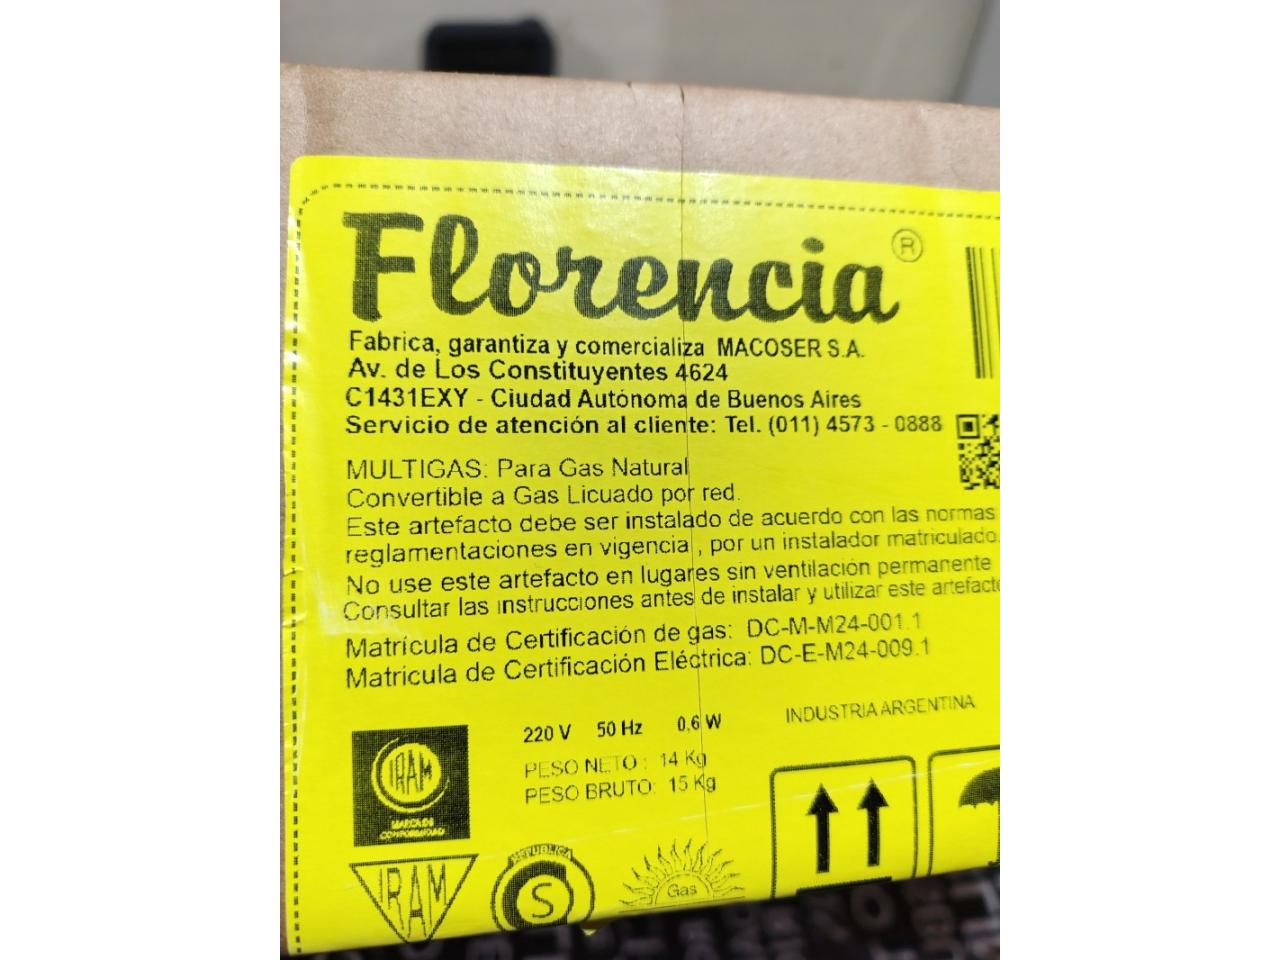 Florencia ®
Fabrica, garantiza y comercializa MACOSER S.A.
Av. de Los Constituyentes 4624
C1431EXY - Ciudad Autónoma de Buenos Aires
Servicio de atención al cliente: Tel. (011) 4573 - 0888
MULTIGAS: Para Gas Natural
Convertible a Gas Licuado por red.
Este artefacto debe ser instalado de acuerdo con las normas
reglamentaciones en vigencia , por un instalador matriculado.
No use este artefacto en lugares sin ventilación permanente
Consultar las instrucciones antes de instalar y utilizar este artefacto
Matrícula de Certificación de gas: DC-M-M24-001.1
Matricula de Certificación Eléctrica: DC-E-M24-009.1
220 V 50 Hz 0,6 W
INDUSTRIA ARGENTINA
PESO NETO : 14 Kg
PESO BRUTO: 15 Kg
IRAM
MARCA DE
CONFORMIDAD
IRAM
REPUBLICA
S
Gas